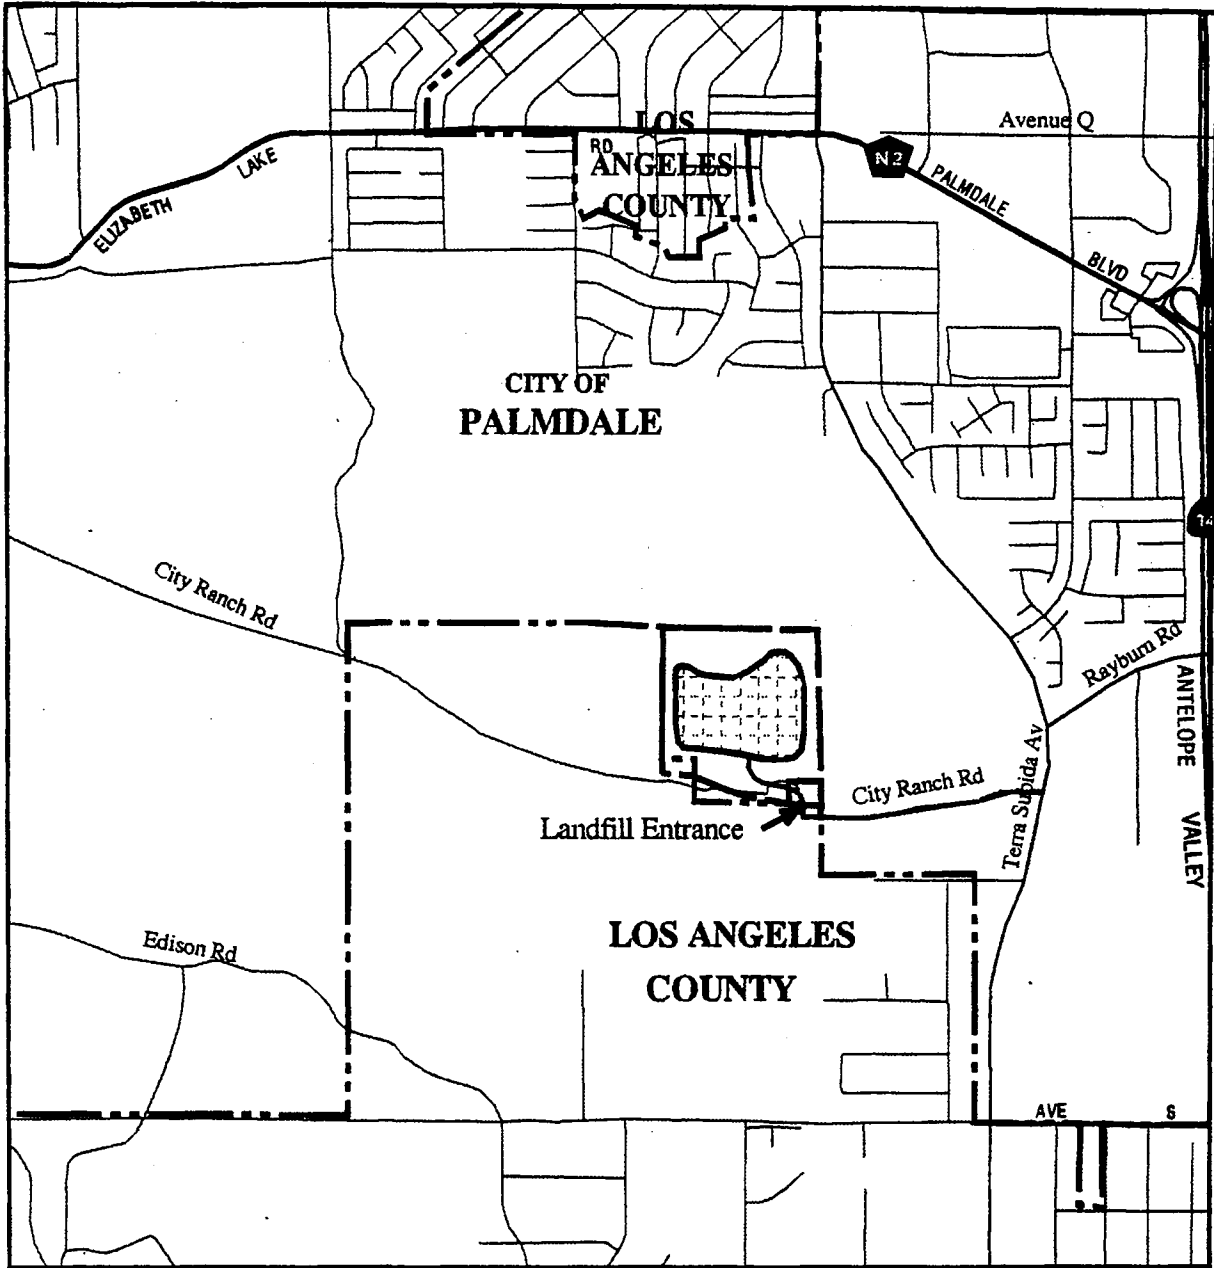 LOS
ANGELES
COUNTY
RD
Avenue Q
N2
PALMDALE
BLVD
LAKE
ELIZABETH
CITY OF
PALMDALE
14
City Ranch Rd
Rayburn Rd
ANTELOPE
VALLEY
Terra Subida Av
City Ranch Rd
Landfill Entrance
LOS ANGELES
COUNTY
Edison Rd
AVE S